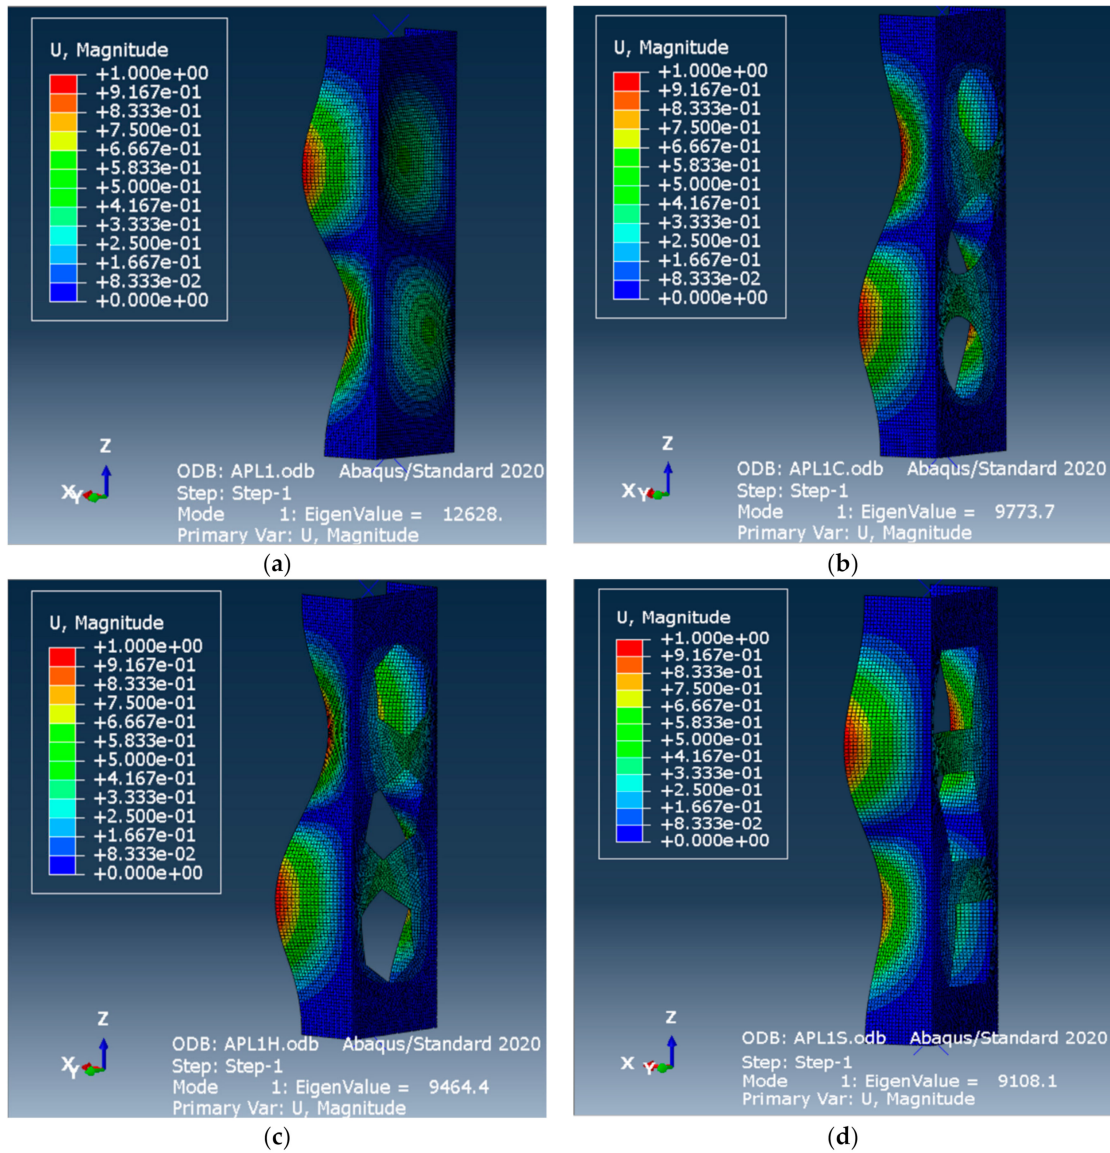 U, Magnitude
+1.000e+00
+9.167e-01
+8.333e-01
+7.500e-01
+6.667e-01
+5.833e-01
+5.000e-01
+4.167e-01
+3.333e-01
+2.500e-01
+1.667e-01
+8.333e-02
+0.000e+00
Z
X Y
ODB: APL1.odb Abaqus/Standard 2020
Step: Step-1
Mode 1: EigenValue = 12628.
Primary Var: U, Magnitude
(a)
U, Magnitude
+1.000e+00
+9.167e-01
+8.333e-01
+7.500e-01
+6.667e-01
+5.833e-01
+5.000e-01
+4.167e-01
+3.333e-01
+2.500e-01
+1.667e-01
+8.333e-02
+0.000e+00
Z
X Y
ODB: APL1C.odb Abaqus/Standard 2020
Step: Step-1
Mode 1: EigenValue = 9773.7
Primary Var: U, Magnitude
(b)
U, Magnitude
+1.000e+00
+9.167e-01
+8.333e-01
+7.500e-01
+6.667e-01
+5.833e-01
+5.000e-01
+4.167e-01
+3.333e-01
+2.500e-01
+1.667e-01
+8.333e-02
+0.000e+00
Z
X Y
ODB: APL1H.odb Abaqus/Standard 2020
Step: Step-1
Mode 1: EigenValue = 9464.4
Primary Var: U, Magnitude
(c)
U, Magnitude
+1.000e+00
+9.167e-01
+8.333e-01
+7.500e-01
+6.667e-01
+5.833e-01
+5.000e-01
+4.167e-01
+3.333e-01
+2.500e-01
+1.667e-01
+8.333e-02
+0.000e+00
Z
X Y
ODB: APL1S.odb Abaqus/Standard 2020
Step: Step-1
Mode 1: EigenValue = 9108.1
Primary Var: U, Magnitude
(d)